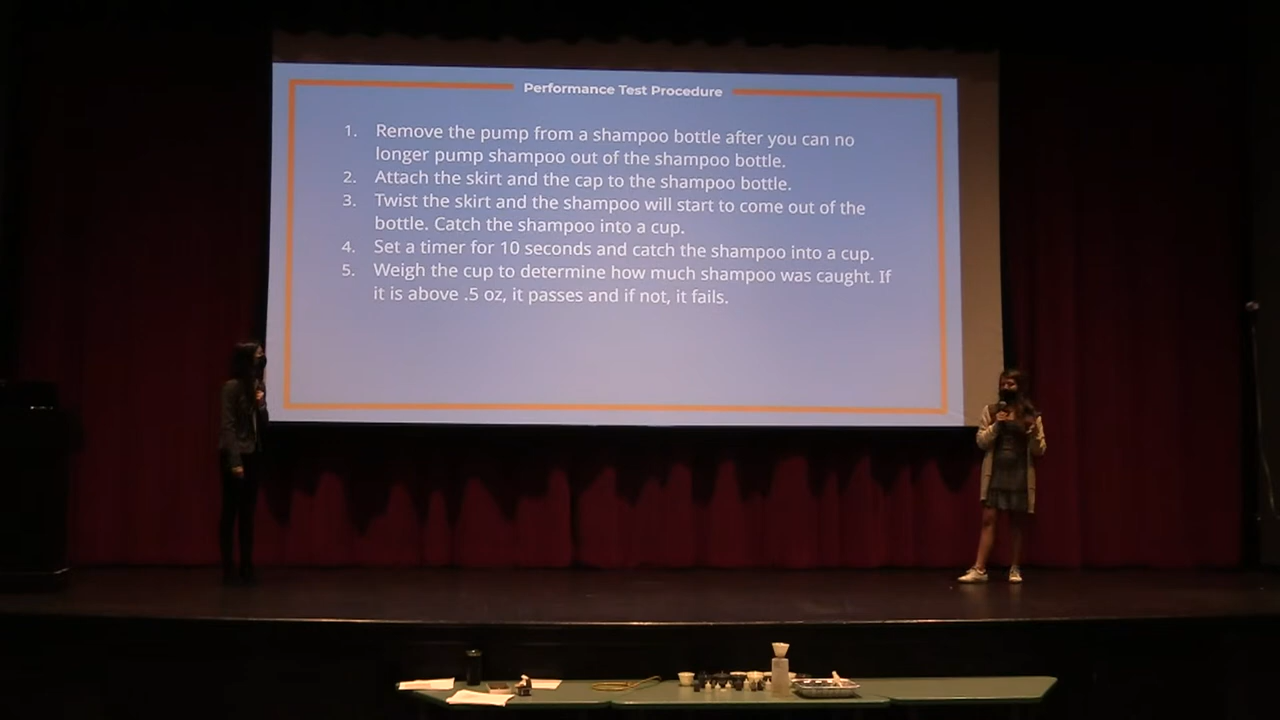 Performance Test Procedure
1. Remove the pump from a shampoo bottle after you can no
longer pump shampoo out of the shampoo bottle.
2. Attach the skirt and the cap to the shampoo bottle.
3. Twist the skirt and the shampoo will start to come out of the
bottle. Catch the shampoo into a cup.
4. Set a timer for 10 seconds and catch the shampoo into a cup.
5. Weigh the cup to determine how much shampoo was caught. If
it is above .5 oz, it passes and if not, it fails.